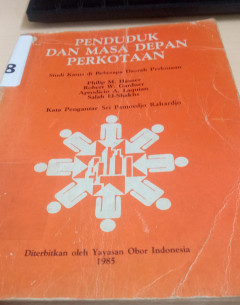 PENDUDUK
DAN MASA DEPAN
PERKOTAAN
Studi Kasus di Beberapa Daerah Perkotaan
Philip M. Hauser
Robert W. Gardner
Aprodicio A. Laquian
Salah El-Shakhs
Kata Pengantar Sri Pamoedjo Rahardjo
Diterbitkan oleh Yayasan Obor Indonesia
1985
8